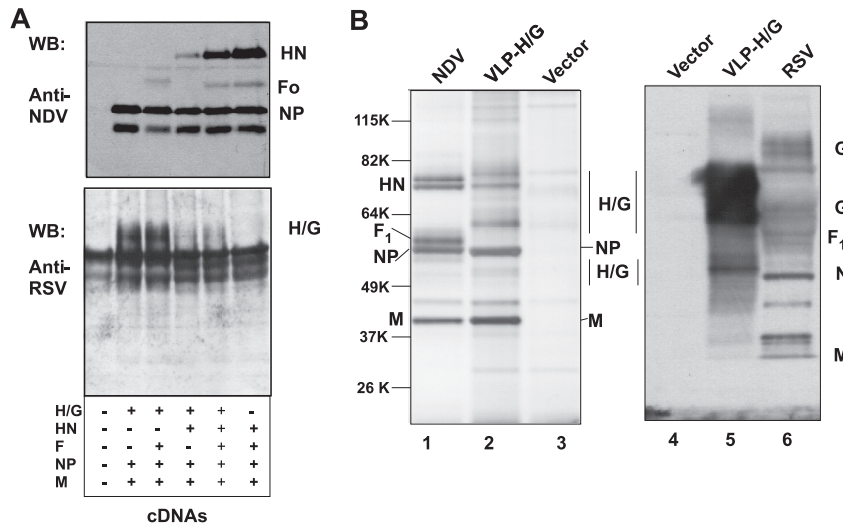 A
WB:
Anti-
NDV
HN
Fo
NP
WB:
Anti-
RSV
H/G
H/G - + + + + -
HN - - - + + +
F - - + - + +
NP - + + + + +
M - + + + + +
cDNAs
B
NDV VLP-H/G Vector
115K
82K
HN
64K
F1
NP
49K
M
37K
26 K
H/G
NP
H/G
M
1 2 3
Vector VLP-H/G RSV
G
G
F1
N
M
4 5 6